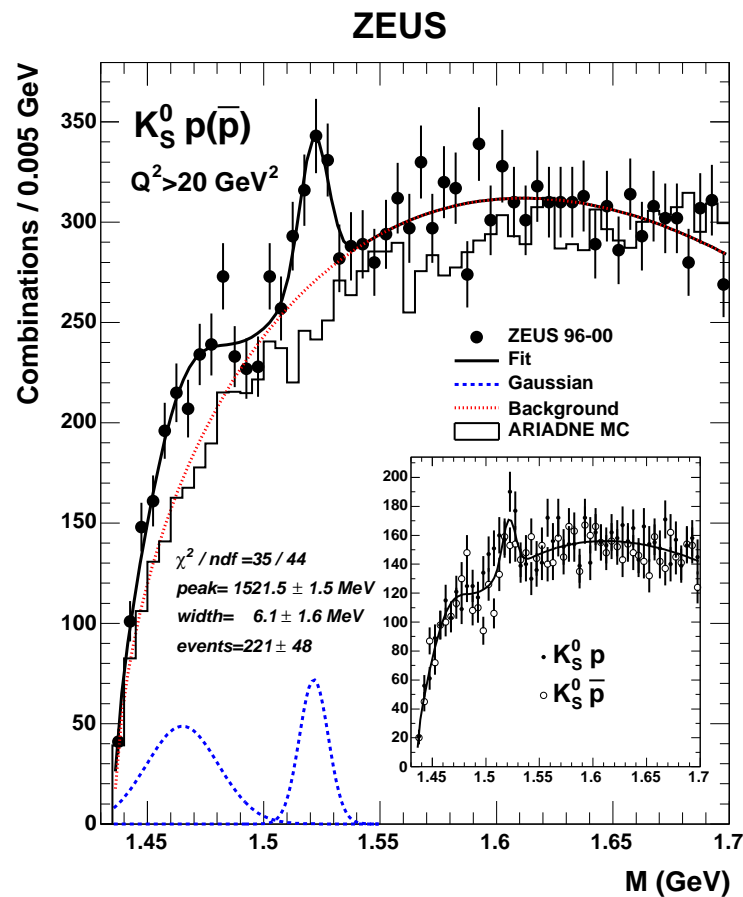 ZEUS
Combinations / 0.005 GeV
350
300
250
200
150
100
50
0
K⁰_S p(p̅)
Q²>20 GeV²
ZEUS 96-00
Fit
Gaussian
Background
ARIADNE MC
χ² / ndf =35 / 44
peak= 1521.5 ± 1.5 MeV
width= 6.1 ± 1.6 MeV
events=221± 48
200
180
160
140
120
100
80
60
40
20
0
K⁰_S p
K⁰_S p̅
1.45 1.5 1.55 1.6 1.65 1.7
1.45 1.5 1.55 1.6 1.65 1.7
M (GeV)